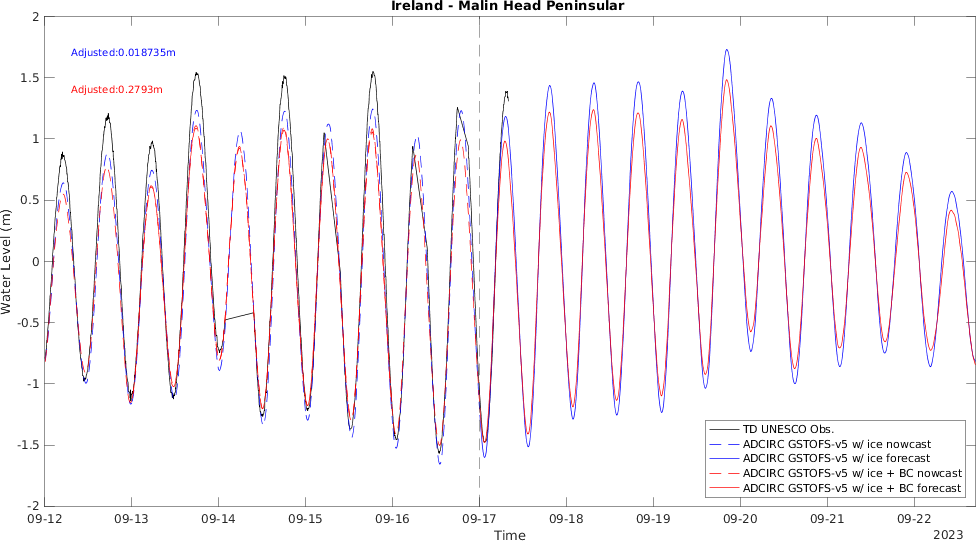 Ireland - Malin Head Peninsular
2
1.5
1
0.5
0
-0.5
-1
-1.5
-2
Water Level (m)
Adjusted:0.018735m
Adjusted:0.2793m
TD UNESCO Obs.
ADCIRC GSTOFS-v5 w/ ice nowcast
ADCIRC GSTOFS-v5 w/ ice forecast
ADCIRC GSTOFS-v5 w/ ice + BC nowcast
ADCIRC GSTOFS-v5 w/ ice + BC forecast
09-12 09-13 09-14 09-15 09-16 09-17 09-18 09-19 09-20 09-21 09-22
Time
2023